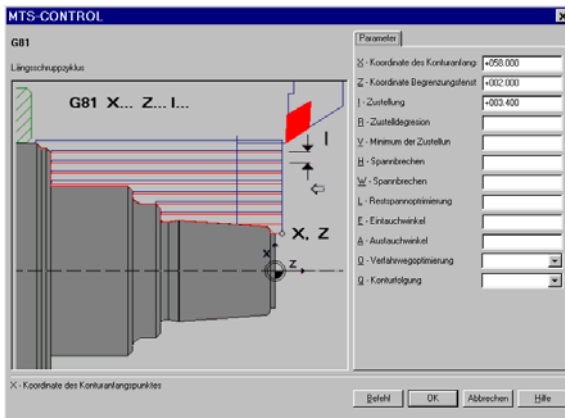 MTS-CONTROL
G81
Längsschruppzyklus
G81 X... Z... I...
I
X, Z
X
Z
X - Koordinate des Konturanfangspunktes
Parameter
X - Koordinate des Konturanfang: +058.000
Z - Koordinate Begrenzungsfenst +002.000
I - Zustellung +003.400
R - Zustelldegresion
V - Minimum der Zustellun
H - Spannbrechen
W - Spannbrechen
L - Restspannoptimierung
E - Eintauchwinkel
A - Austauchwinkel
O - Verfahrwegoptimierung
Q - Konturfolgung
Befehl OK Abbrechen Hilfe